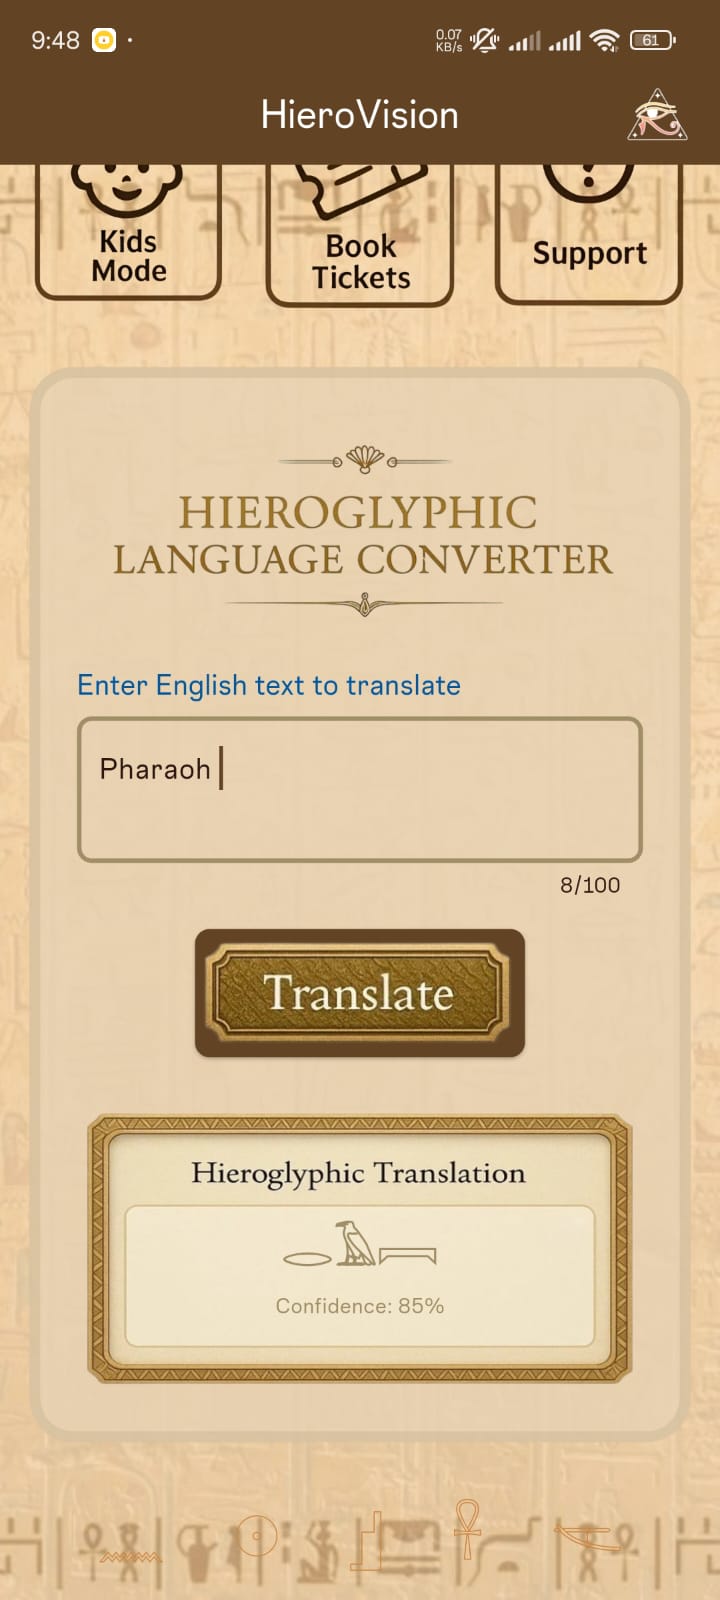 9:48
0.07
KB/s
61
HieroVision
Kids
Mode
Book
Tickets
Support
HIEROGLYPHIC
LANGUAGE CONVERTER
Enter English text to translate
Pharaoh
8/100
Translate
Hieroglyphic Translation
Confidence: 85%